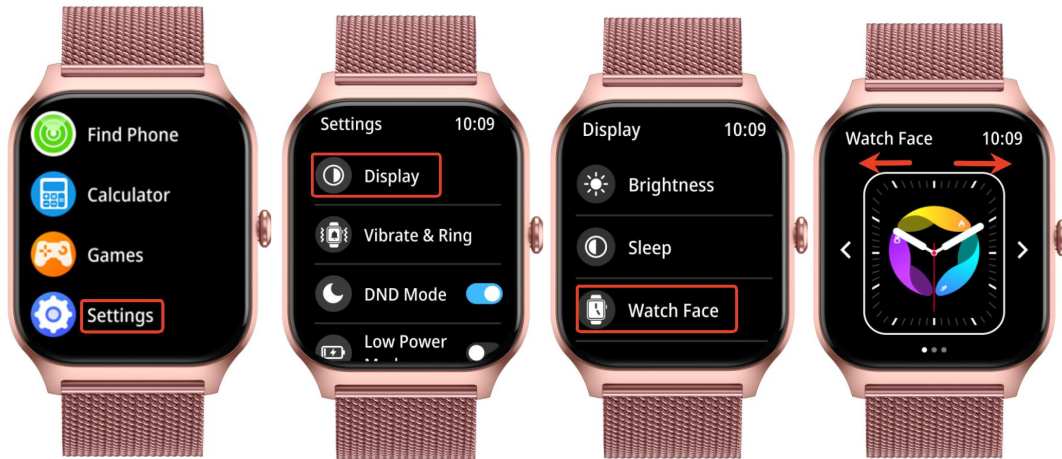 Find Phone
Calculator
Games
Settings
Settings 10:09
Display
Vibrate & Ring
DND Mode
Low Power
Display 10:09
Brightness
Sleep
Watch Face
Watch Face 10:09